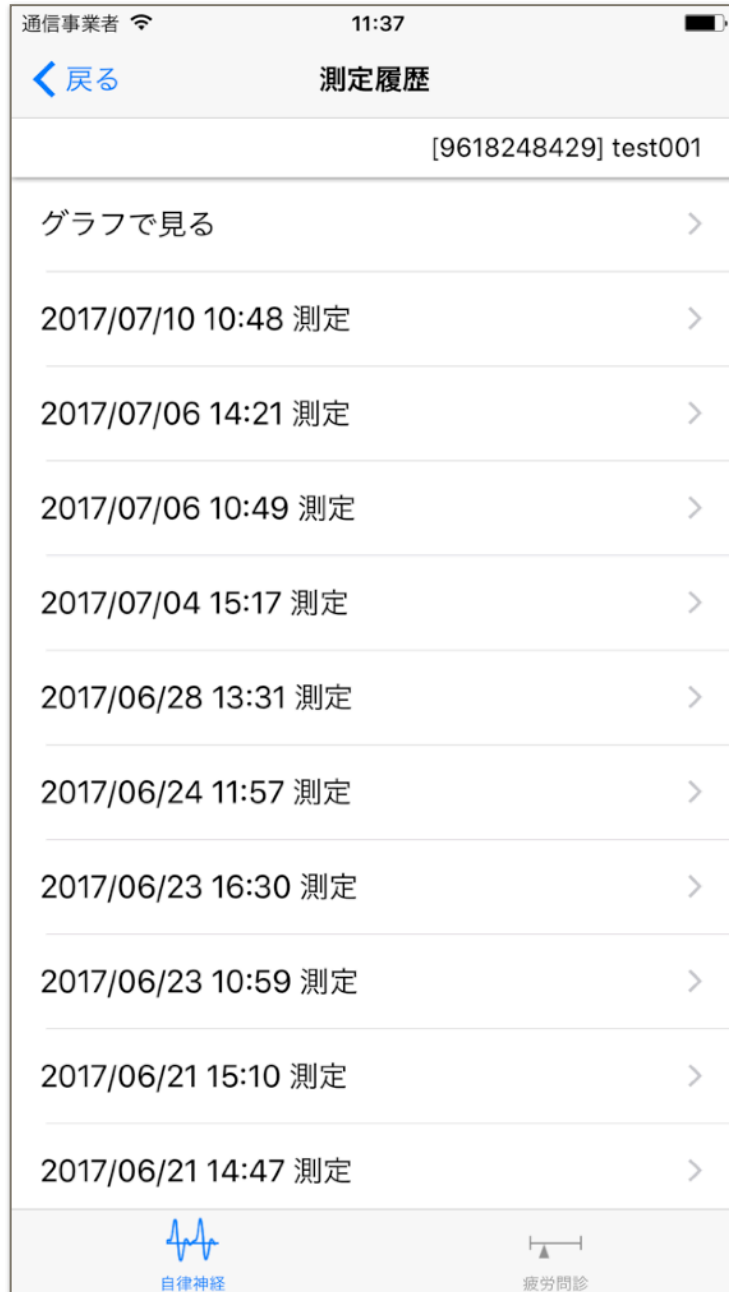 通信事業者 11:37
戻る 測定履歴
[9618248429] test001
グラフで見る
2017/07/10 10:48 測定
2017/07/06 14:21 測定
2017/07/06 10:49 測定
2017/07/04 15:17 測定
2017/06/28 13:31 測定
2017/06/24 11:57 測定
2017/06/23 16:30 測定
2017/06/23 10:59 測定
2017/06/21 15:10 測定
2017/06/21 14:47 測定
自律神経 疲労問診